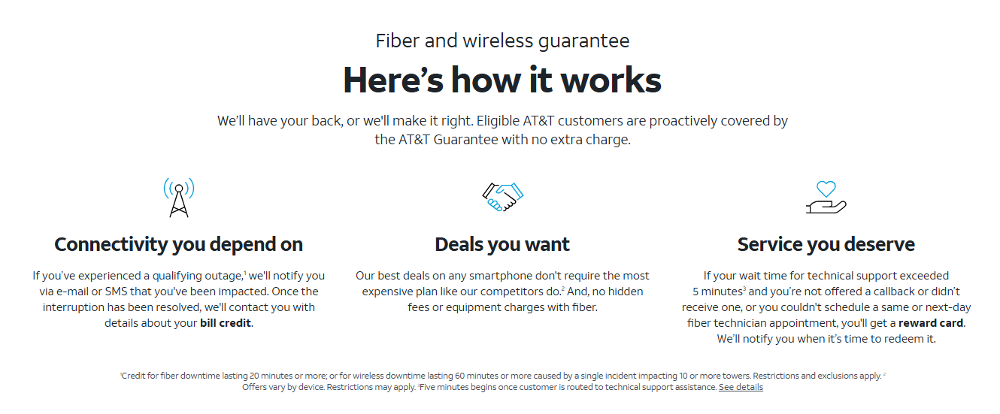 Fiber and wireless guarantee
Here's how it works
We'll have your back, or we'll make it right. Eligible AT&T customers are proactively covered by
the AT&T Guarantee with no extra charge.
Connectivity you depend on
If you've experienced a qualifying outage,¹ we'll notify you
via e-mail or SMS that you've been impacted. Once the
interruption has been resolved, we'll contact you with
details about your bill credit.
Deals you want
Our best deals on any smartphone don't require the most
expensive plan like our competitors do.² And, no hidden
fees or equipment charges with fiber.
Service you deserve
If your wait time for technical support exceeded
5 minutes³ and you're not offered a callback or didn't
receive one, or you couldn't schedule a same or next-day
fiber technician appointment, you'll get a reward card.
We'll notify you when it's time to redeem it.
¹Credit for fiber downtime lasting 20 minutes or more; or for wireless downtime lasting 60 minutes or more caused by a single incident impacting 10 or more towers. Restrictions and exclusions apply. ²
Offers vary by device. Restrictions may apply. ³Five minutes begins once customer is routed to technical support assistance. See details